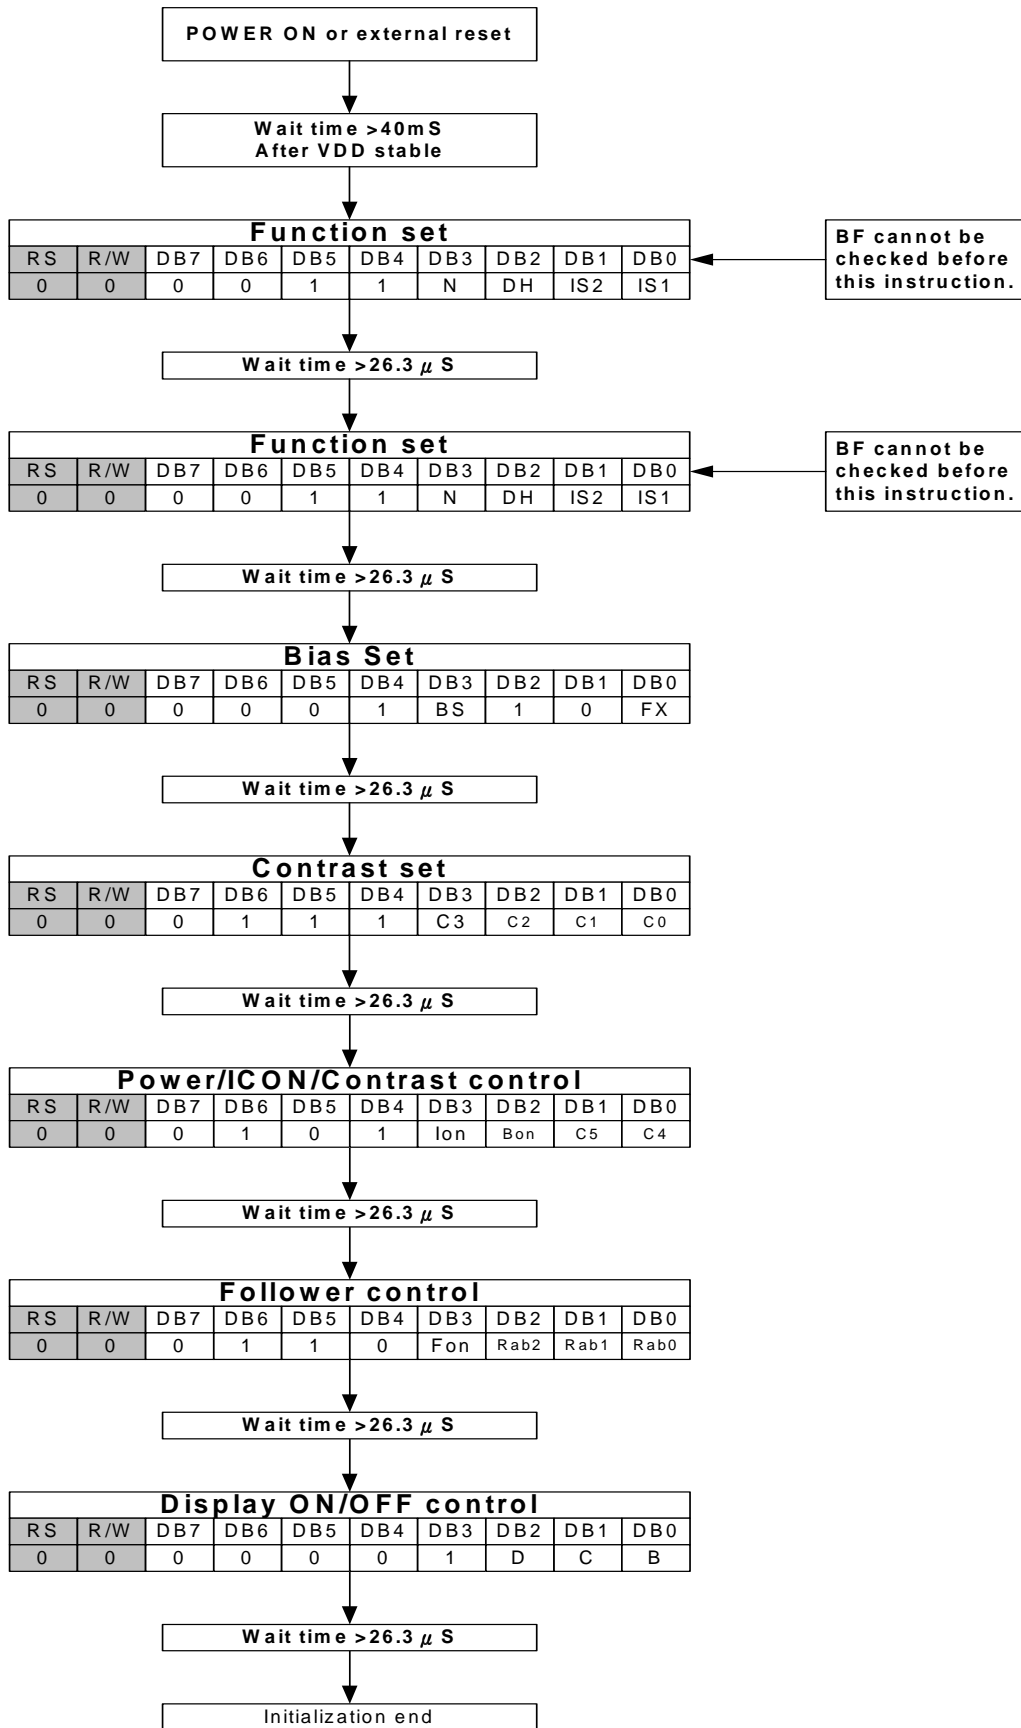 POWER ON or external reset
Wait time >40mS
After VDD stable
Function set
RS R/W DB7 DB6 DB5 DB4 DB3 DB2 DB1 DB0
0 0 0 0 1 1 N DH IS2 IS1
BF cannot be
checked before
this instruction.
Wait time >26.3 μS
Function set
RS R/W DB7 DB6 DB5 DB4 DB3 DB2 DB1 DB0
0 0 0 0 1 1 N DH IS2 IS1
BF cannot be
checked before
this instruction.
Wait time >26.3 μS
Bias Set
RS R/W DB7 DB6 DB5 DB4 DB3 DB2 DB1 DB0
0 0 0 0 0 1 BS 1 0 FX
Wait time >26.3 μS
Contrast set
RS R/W DB7 DB6 DB5 DB4 DB3 DB2 DB1 DB0
0 0 0 1 1 1 C3 C2 C1 C0
Wait time >26.3 μS
Power/ICON/Contrast control
RS R/W DB7 DB6 DB5 DB4 DB3 DB2 DB1 DB0
0 0 0 1 0 1 Ion Bon C5 C4
Wait time >26.3 μS
Follower control
RS R/W DB7 DB6 DB5 DB4 DB3 DB2 DB1 DB0
0 0 0 1 1 0 Fon Rab2 Rab1 Rab0
Wait time >26.3 μS
Display ON/OFF control
RS R/W DB7 DB6 DB5 DB4 DB3 DB2 DB1 DB0
0 0 0 0 0 0 1 D C B
Wait time >26.3 μS
Initialization end